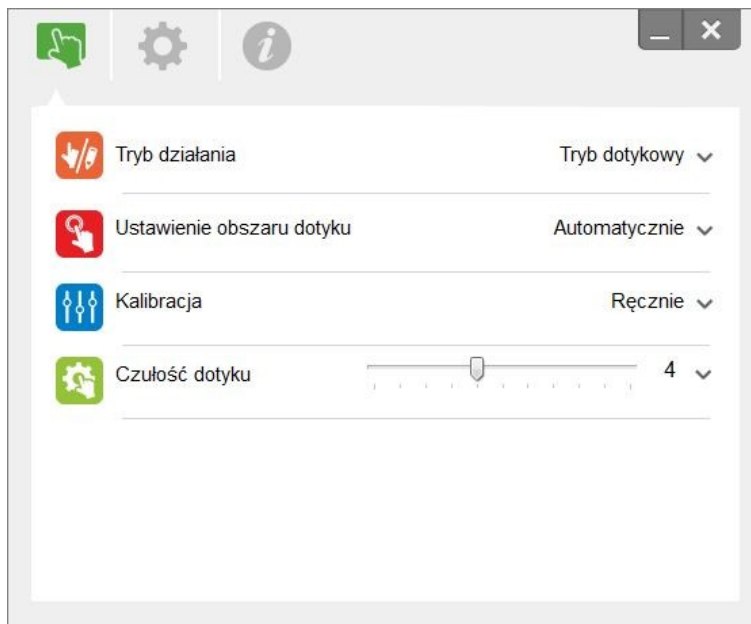 Tryb działania Tryb dotykowy
Ustawienie obszaru dotyku Automatycznie
Kalibracja Ręcznie
Czułość dotyku 4